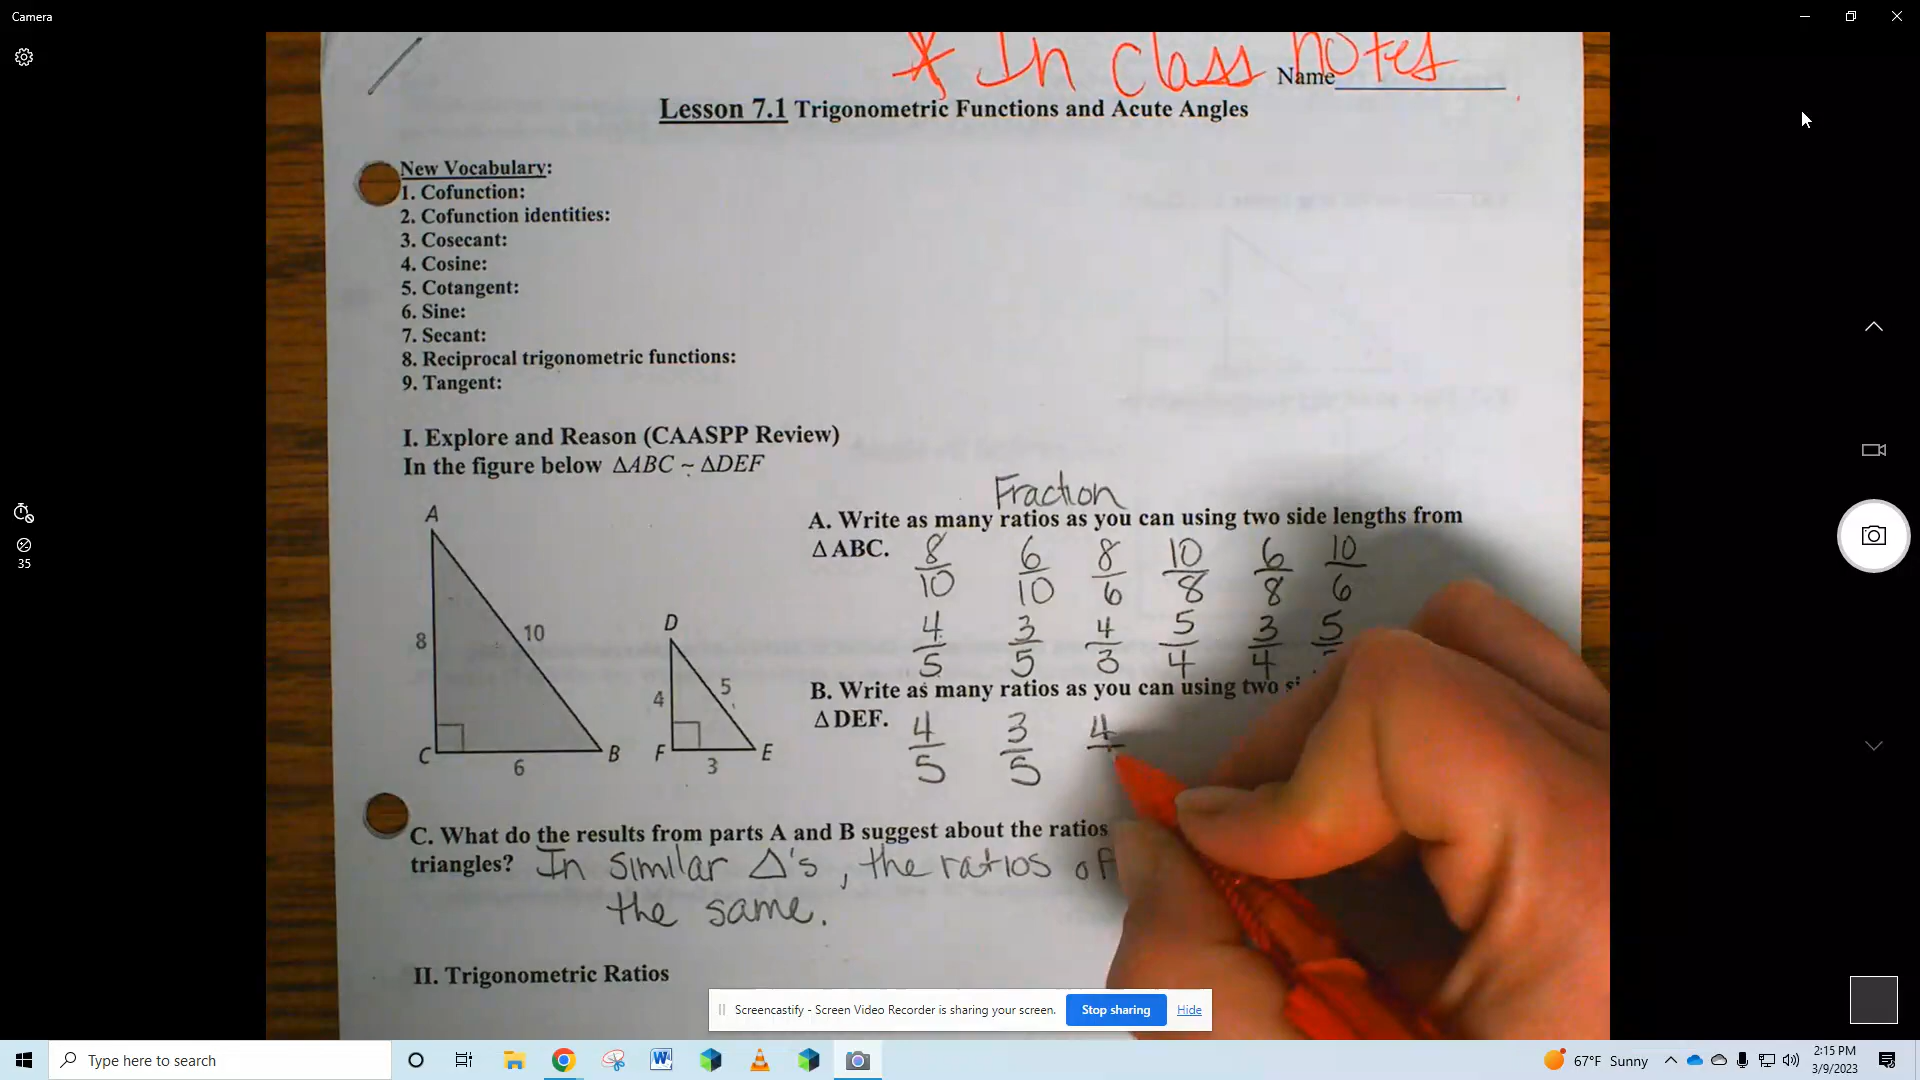 Camera
* In class notes
Name
Lesson 7.1 Trigonometric Functions and Acute Angles
New Vocabulary:
1. Cofunction:
2. Cofunction identities:
3. Cosecant:
4. Cosine:
5. Cotangent:
6. Sine:
7. Secant:
8. Reciprocal trigonometric functions:
9. Tangent:
I. Explore and Reason (CAASPP Review)
In the figure below ΔABC ~ ΔDEF
A
8
10
C
6
B
D
4
5
F
3
E
Fraction
A. Write as many ratios as you can using two side lengths from
Δ ABC. 8/10 6/10 8/6 10/8 6/8 10/6
4/5 3/5 4/3 5/4 3/4 5
B. Write as many ratios as you can using two
Δ DEF. 4/5 3/5 4
C. What do the results from parts A and B suggest about the ratios
triangles? In similar Δ's, the ratios of
the same.
II. Trigonometric Ratios
35
Screencastify - Screen Video Recorder is sharing your screen. Stop sharing Hide
Type here to search
67°F Sunny
2:15 PM
3/9/2023